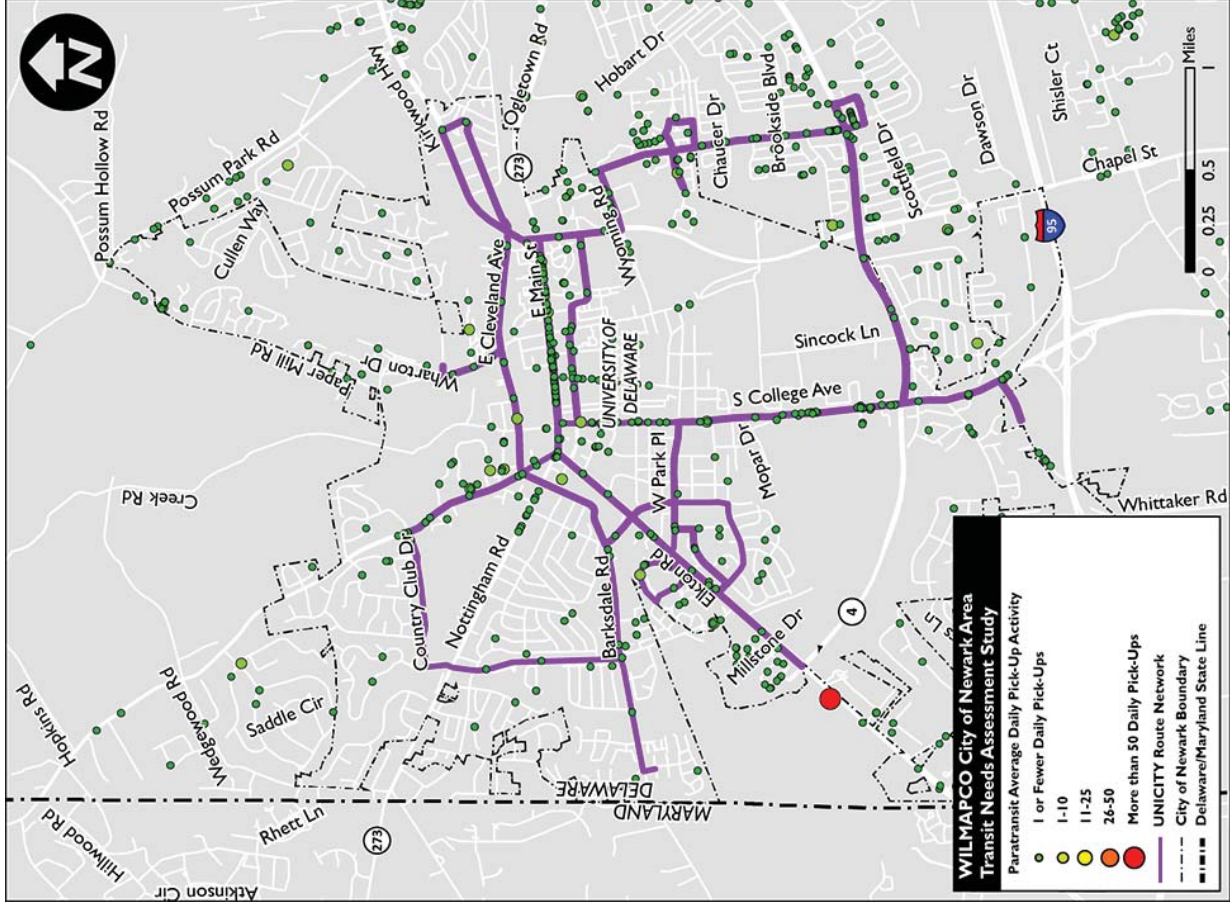 N
Possum Hollow Rd
Possum Park Rd
Kirkwood Hwy
Cullen Way
Ogletown Rd
Hobart Dr
Paper Mill Rd
Wharton Dr
273
E Cleveland Ave
E Main St
Wyoming Rd
Chaucer Dr
Brookside Blvd
UNIVERSITY OF
DELAWARE
Scottfield Dr
Dawson Dr
Shisler Ct
Chapel St
95
Sincock Ln
S College Ave
W Park Pl
Mopar Dr
Creek Rd
Country Club Dr
Nottingham Rd
Barksdale Rd
Elkton Rd
Millstone Dr
4
Whittaker Rd
s Ln
Hopkins Rd
Wedgewood Rd
Saddle Cir
Hillwood Rd
Rhett Ln
273
Atkinson Cir
DELAWARE
MARYLAND
0 0.25 0.5 1
Miles
WILMAPCO City of Newark Area
Transit Needs Assessment Study
Paratransit Average Daily Pick-Up Activity
1 or Fewer Daily Pick-Ups
1-10
11-25
26-50
More than 50 Daily Pick-Ups
UNICITY Route Network
City of Newark Boundary
Delaware/Maryland State Line